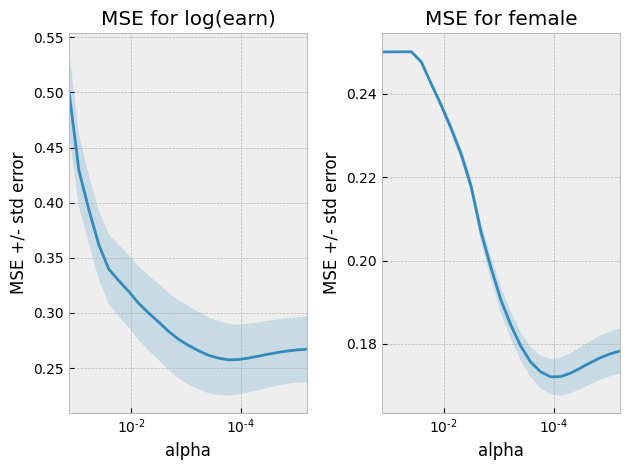 MSE for log(earn)
MSE +/- std error
0.55
0.50
0.45
0.40
0.35
0.30
0.25
10-2
10-4
alpha
MSE for female
MSE +/- std error
0.24
0.22
0.20
0.18
10-2
10-4
alpha